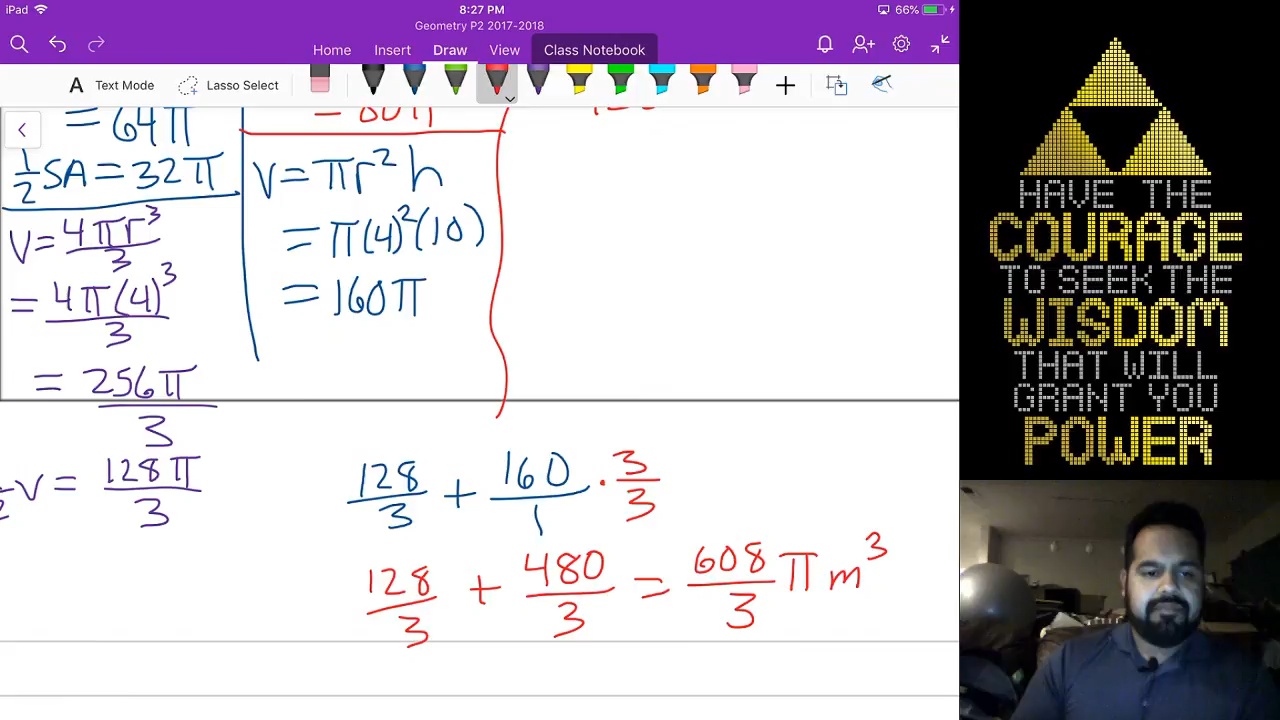 iPad 8:27 PM 66%
Geometry P2 2017-2018
Home Insert Draw View Class Notebook
A Text Mode Lasso Select
= 64π
½SA = 32π
V = 4πr³/3
= 4π(4)³/3
= 256π/3
V = 128π/3
= 80π
V = πr²h
= π(4)²(10)
= 160π
128/3 + 160/1 · 3/3
128/3 + 480/3 = 608/3 π m³
HAVE THE
COURAGE
TO SEEK THE
WISDOM
THAT WILL
GRANT YOU
POWER